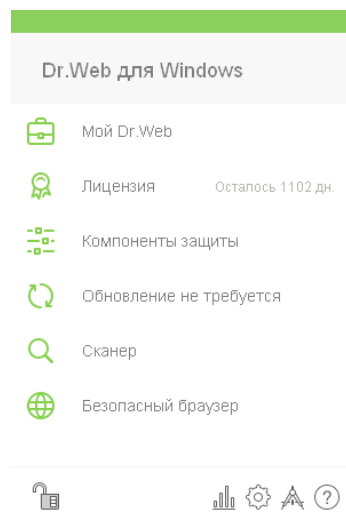 Dr.Web для Windows
Мой Dr.Web
Лицензия Осталось 1102 дн.
Компоненты защиты
Обновление не требуется
Сканер
Безопасный браузер
?